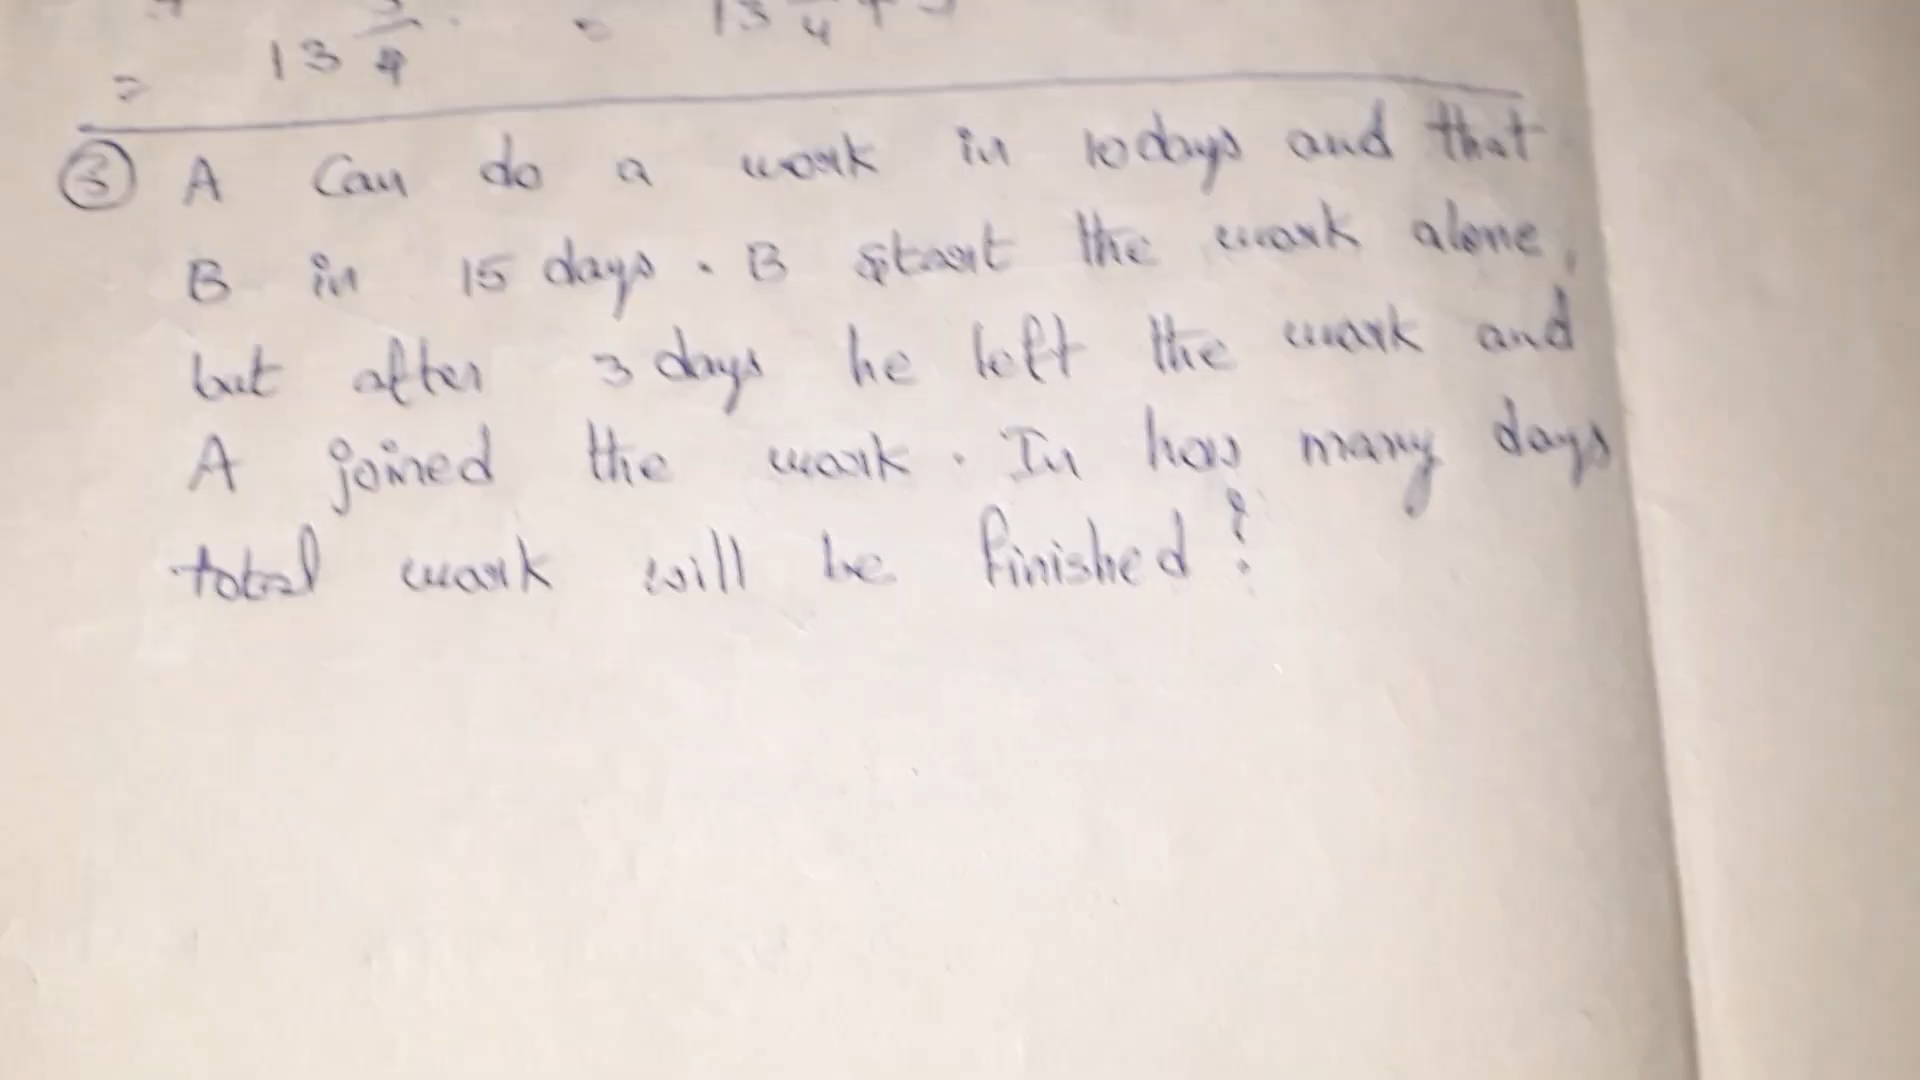 = 13 3/4 = 13
③ A Can do a work in 10 days and that
B in 15 days. B start the work alone,
but after 3 days he left the work and
A joined the work. In how many days
total work will be finished?